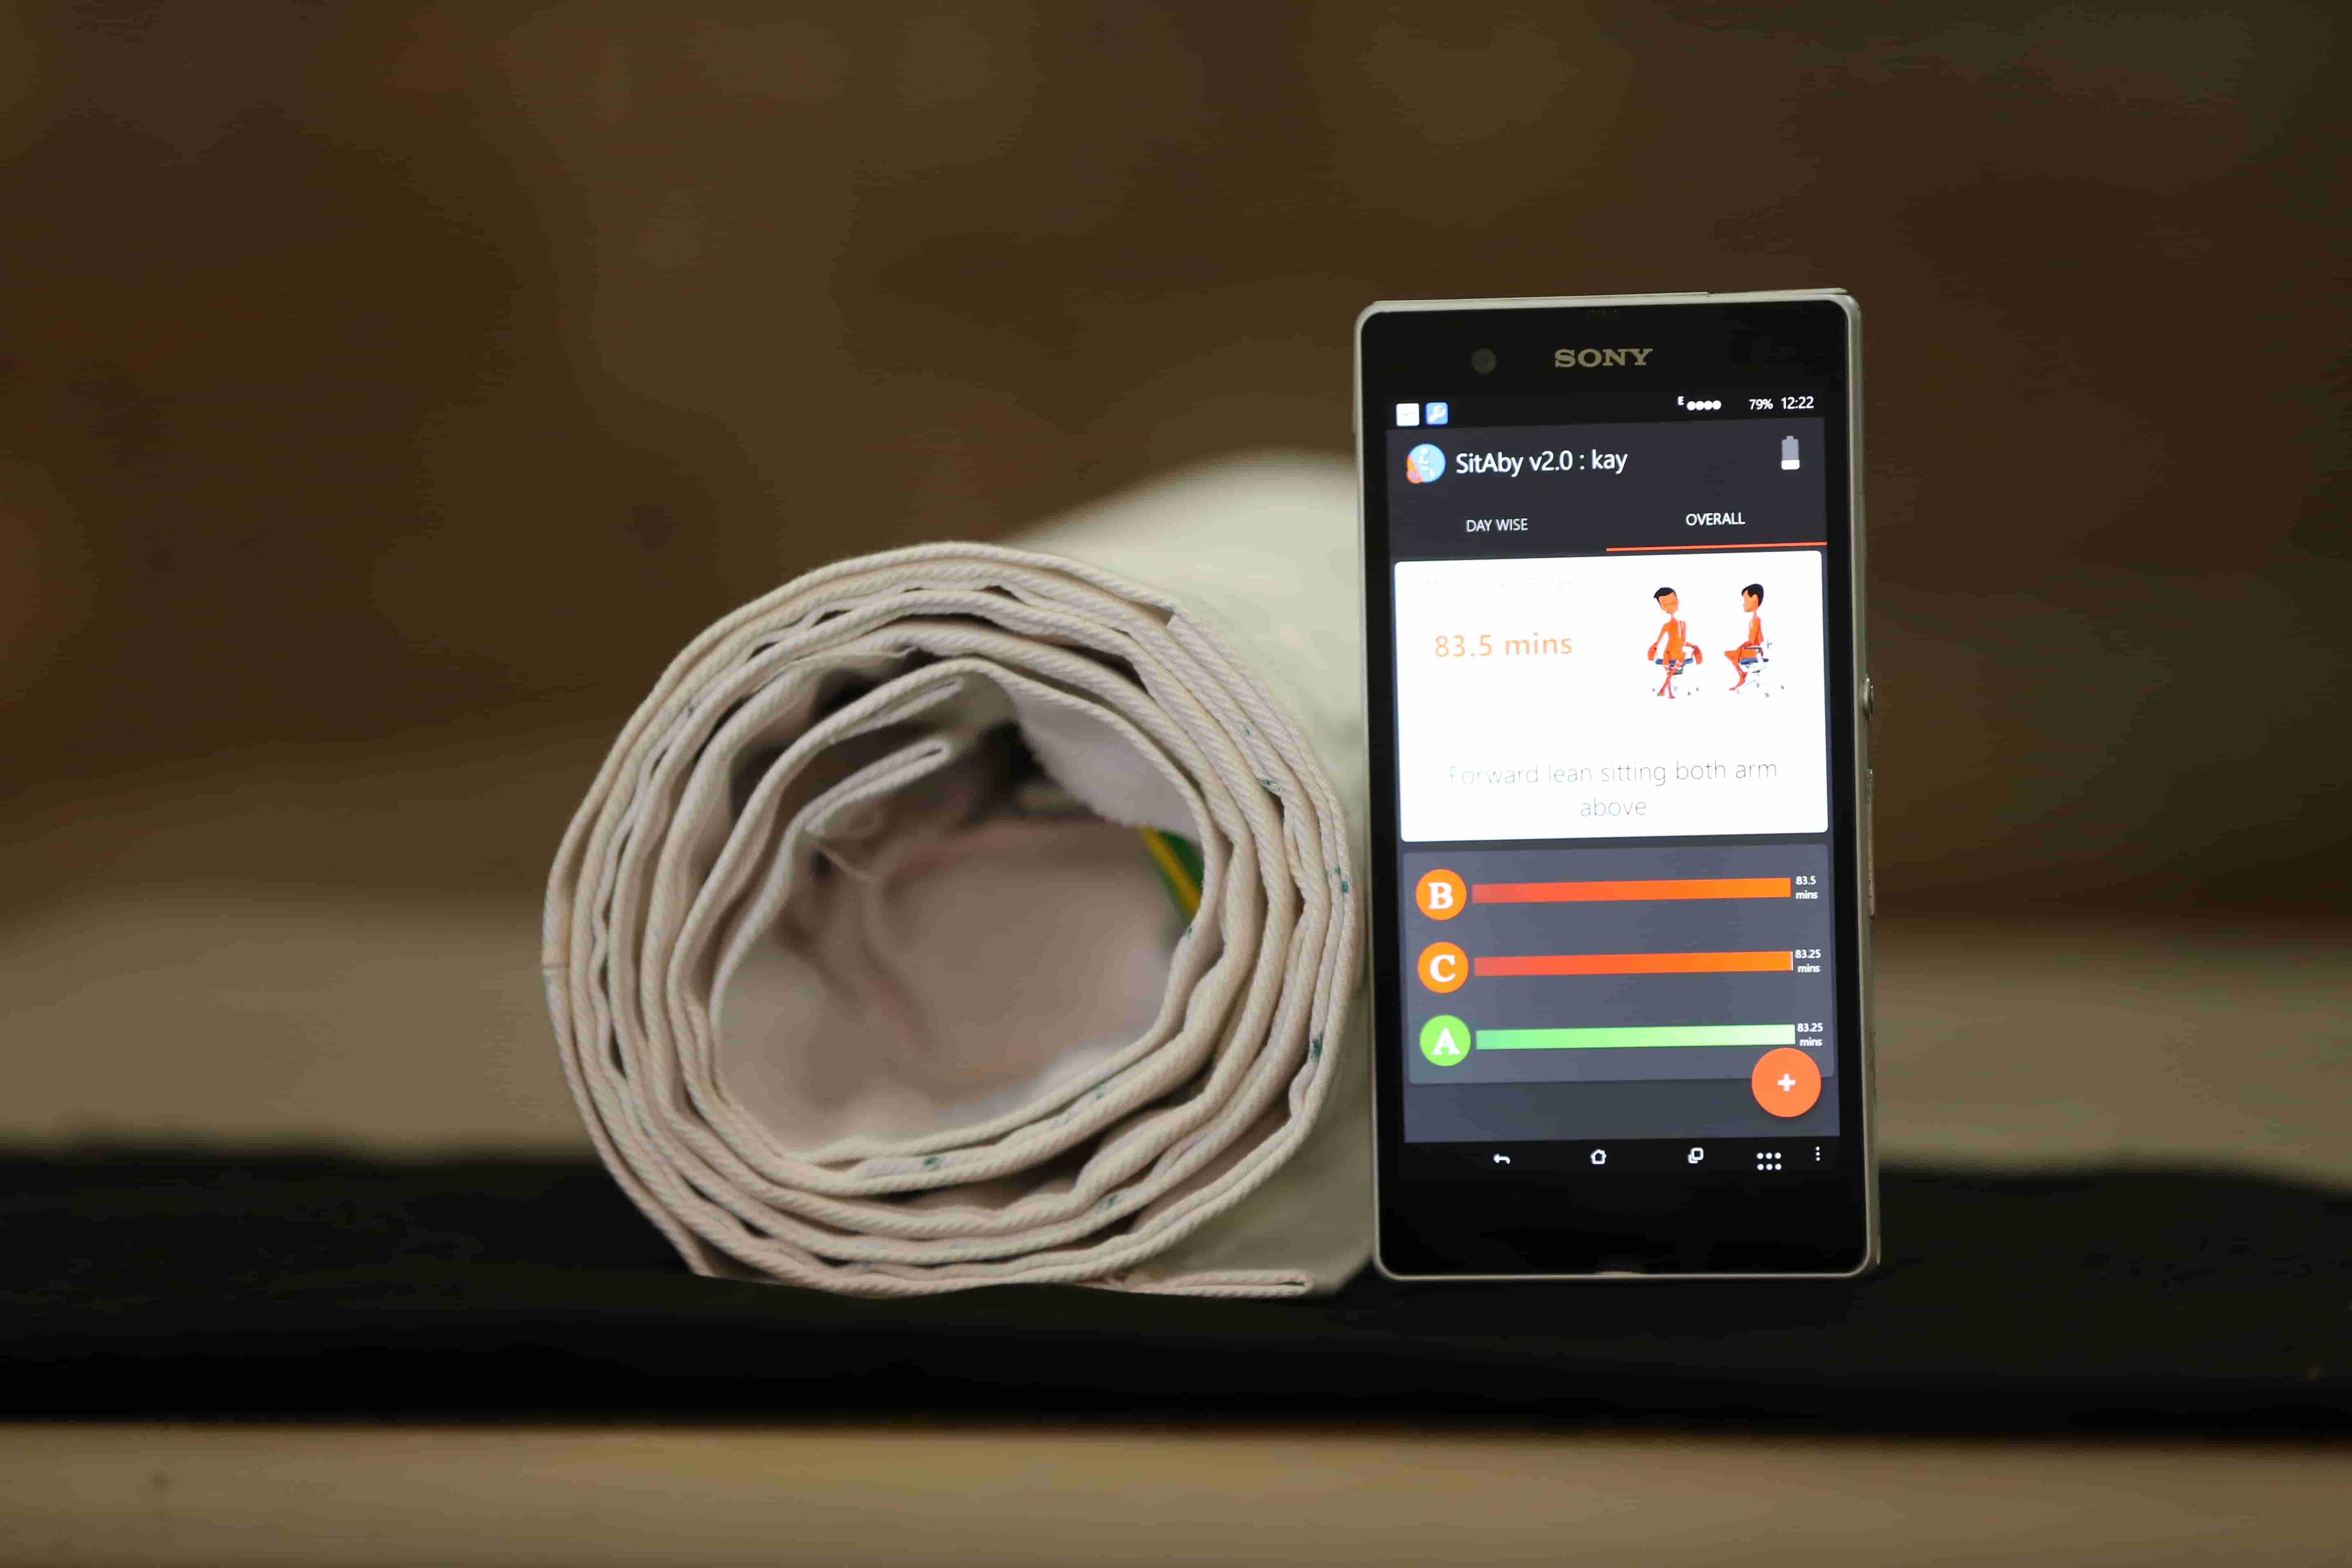 SONY
E 79% 12:22
SitAby v2.0 : kay
DAY WISE OVERALL
83.5 mins
Forward lean sitting both arm
above
B 83.5
mins
C 83.25
mins
A 83.25
mins
+